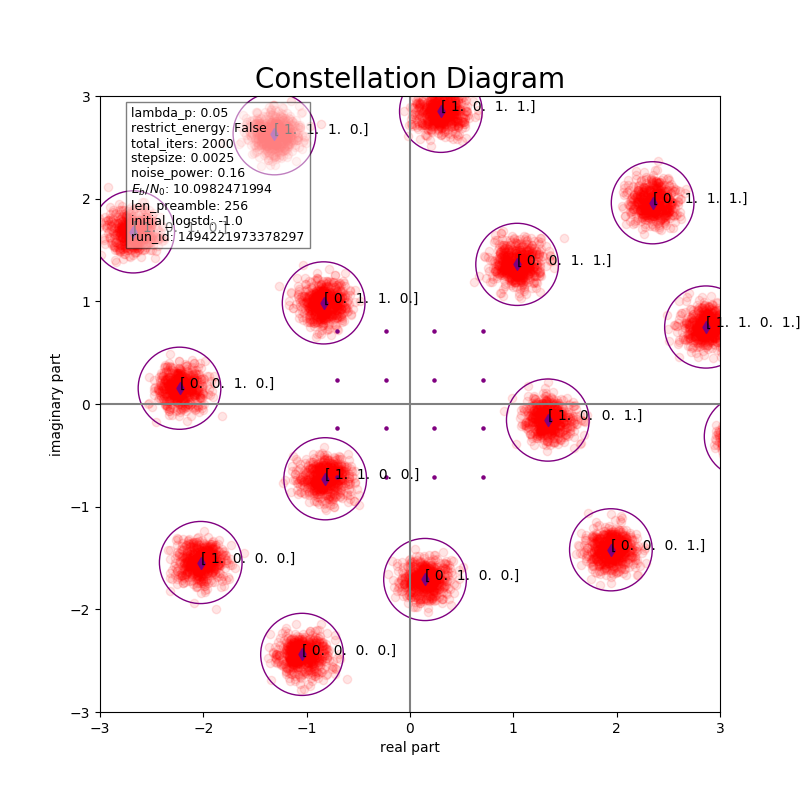 Constellation Diagram
lambda_p: 0.05
restrict_energy: False
total_iters: 2000
stepsize: 0.0025
noise_power: 0.16
E_b/N_0: 10.0982471994
len_preamble: 256
initial_logstd: -1.0
run_id: 1494221973378297
[ 1. 0. 1. 1.]
[ 1. 1. 1. 0.]
[ 0. 1. 1. 1.]
[ 0. 0. 1. 1.]
[ 0. 1. 1. 0.]
[ 1. 1. 0. 1.]
[ 0. 0. 1. 0.]
[ 1. 0. 0. 1.]
[ 1. 1. 0. 0.]
[ 1. 0. 0. 0.]
[ 0. 1. 0. 0.]
[ 0. 0. 0. 1.]
[ 0. 0. 0. 0.]
3
2
1
0
−1
−2
−3
imaginary part
−3 −2 −1 0 1 2 3
real part